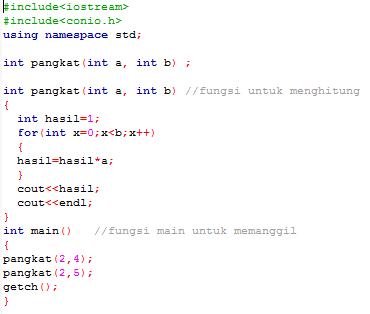 #include<iostream>
#include<conio.h>
using namespace std;
int pangkat(int a, int b) ;
int pangkat(int a, int b) //fungsi untuk menghitung
{
int hasil=1;
for(int x=0;x<b;x++)
{
hasil=hasil*a;
}
cout<<hasil;
cout<<endl;
}
int main() //fungsi main untuk memanggil
{
pangkat(2,4);
pangkat(2,5);
getch();
}